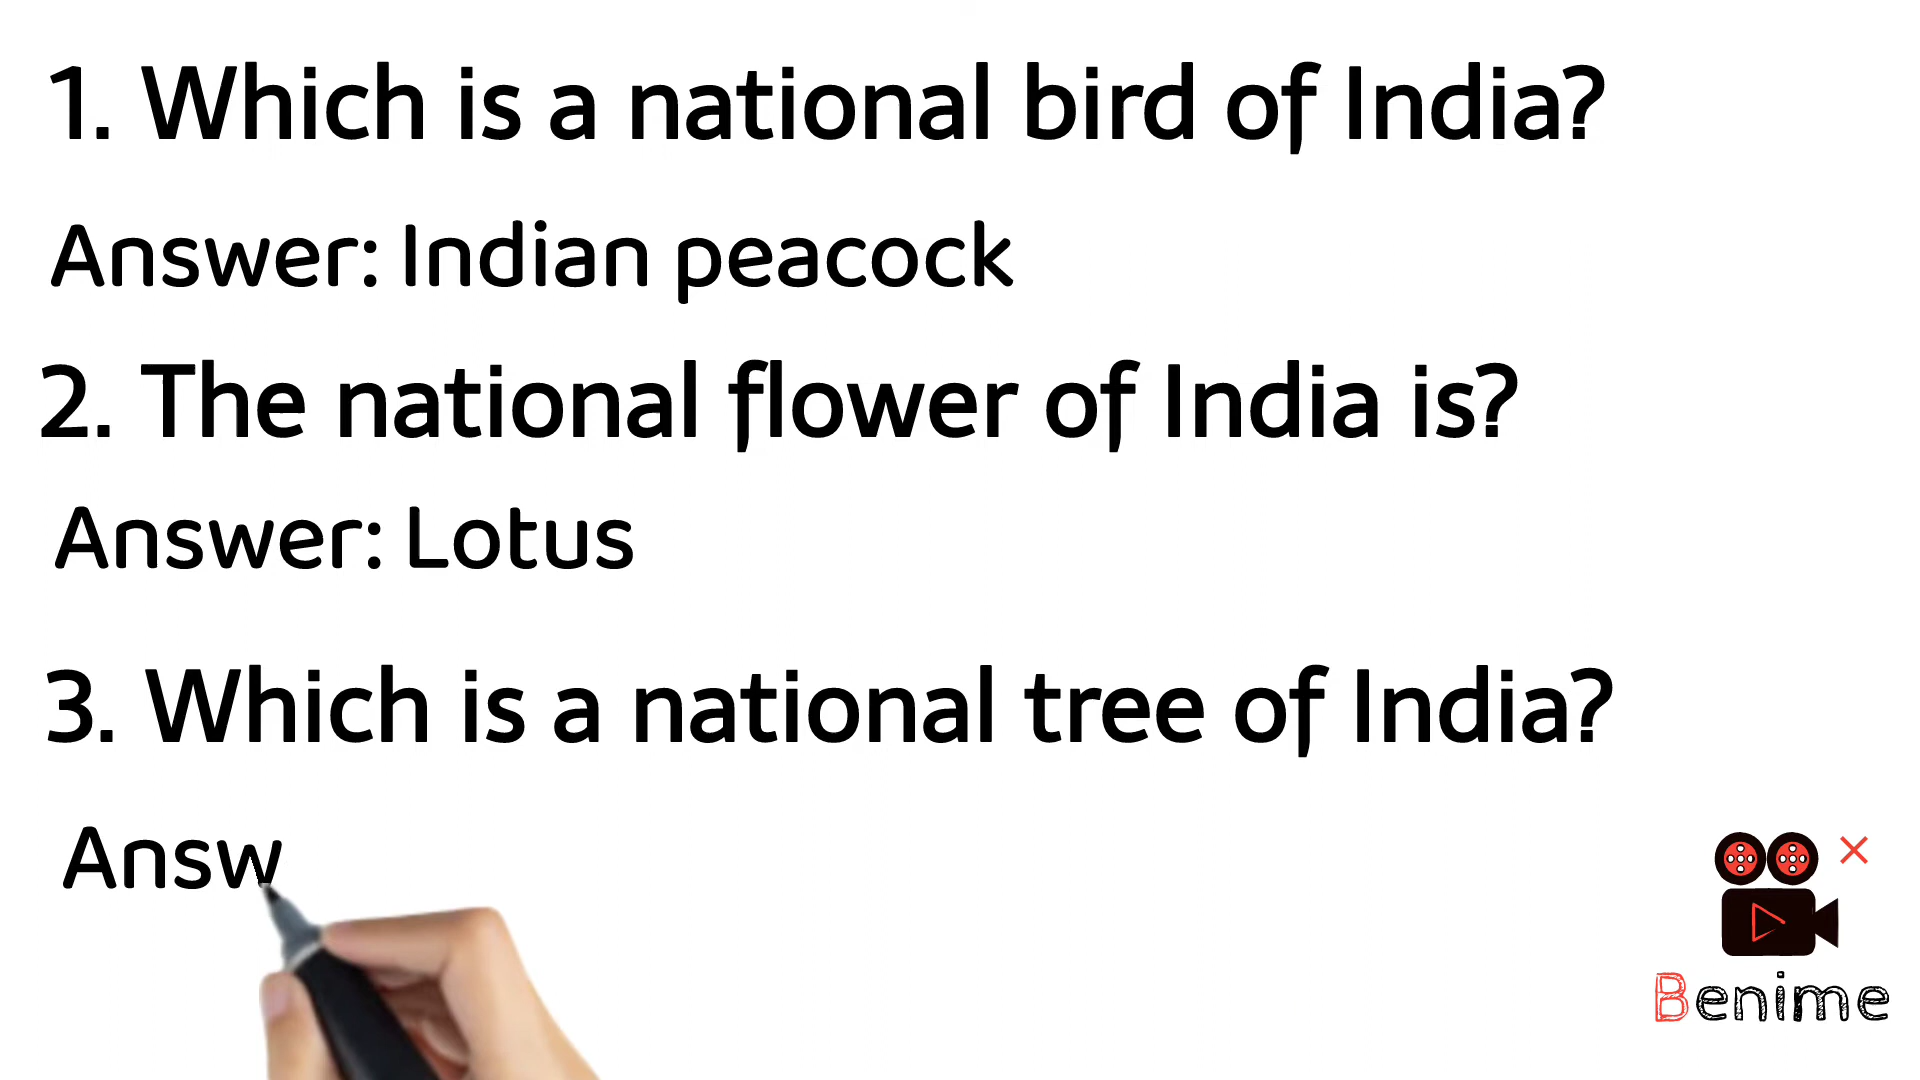 1. Which is a national bird of India?
Answer: Indian peacock
2. The national flower of India is?
Answer: Lotus
3. Which is a national tree of India?
Answ
Benime